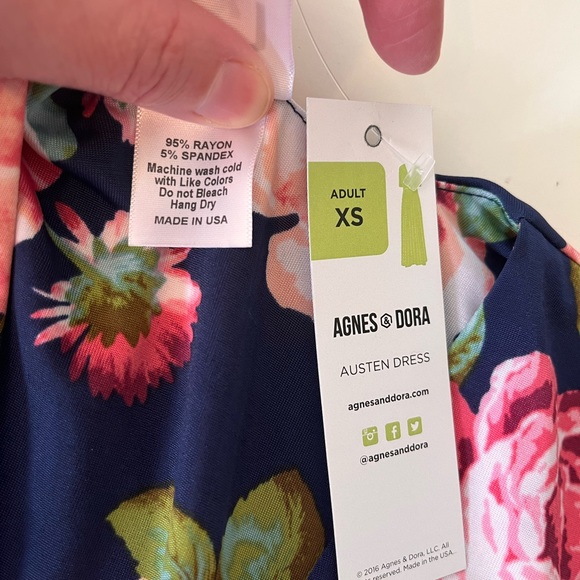 95% RAYON
5% SPANDEX
Machine wash cold
with Like Colors
Do not Bleach
Hang Dry
MADE IN USA
ADULT
XS
AGNES & DORA
AUSTEN DRESS
agnesanddora.com
@agnesanddora
© 2016 Agnes & Dora, LLC. All
reserved. Made in the USA.